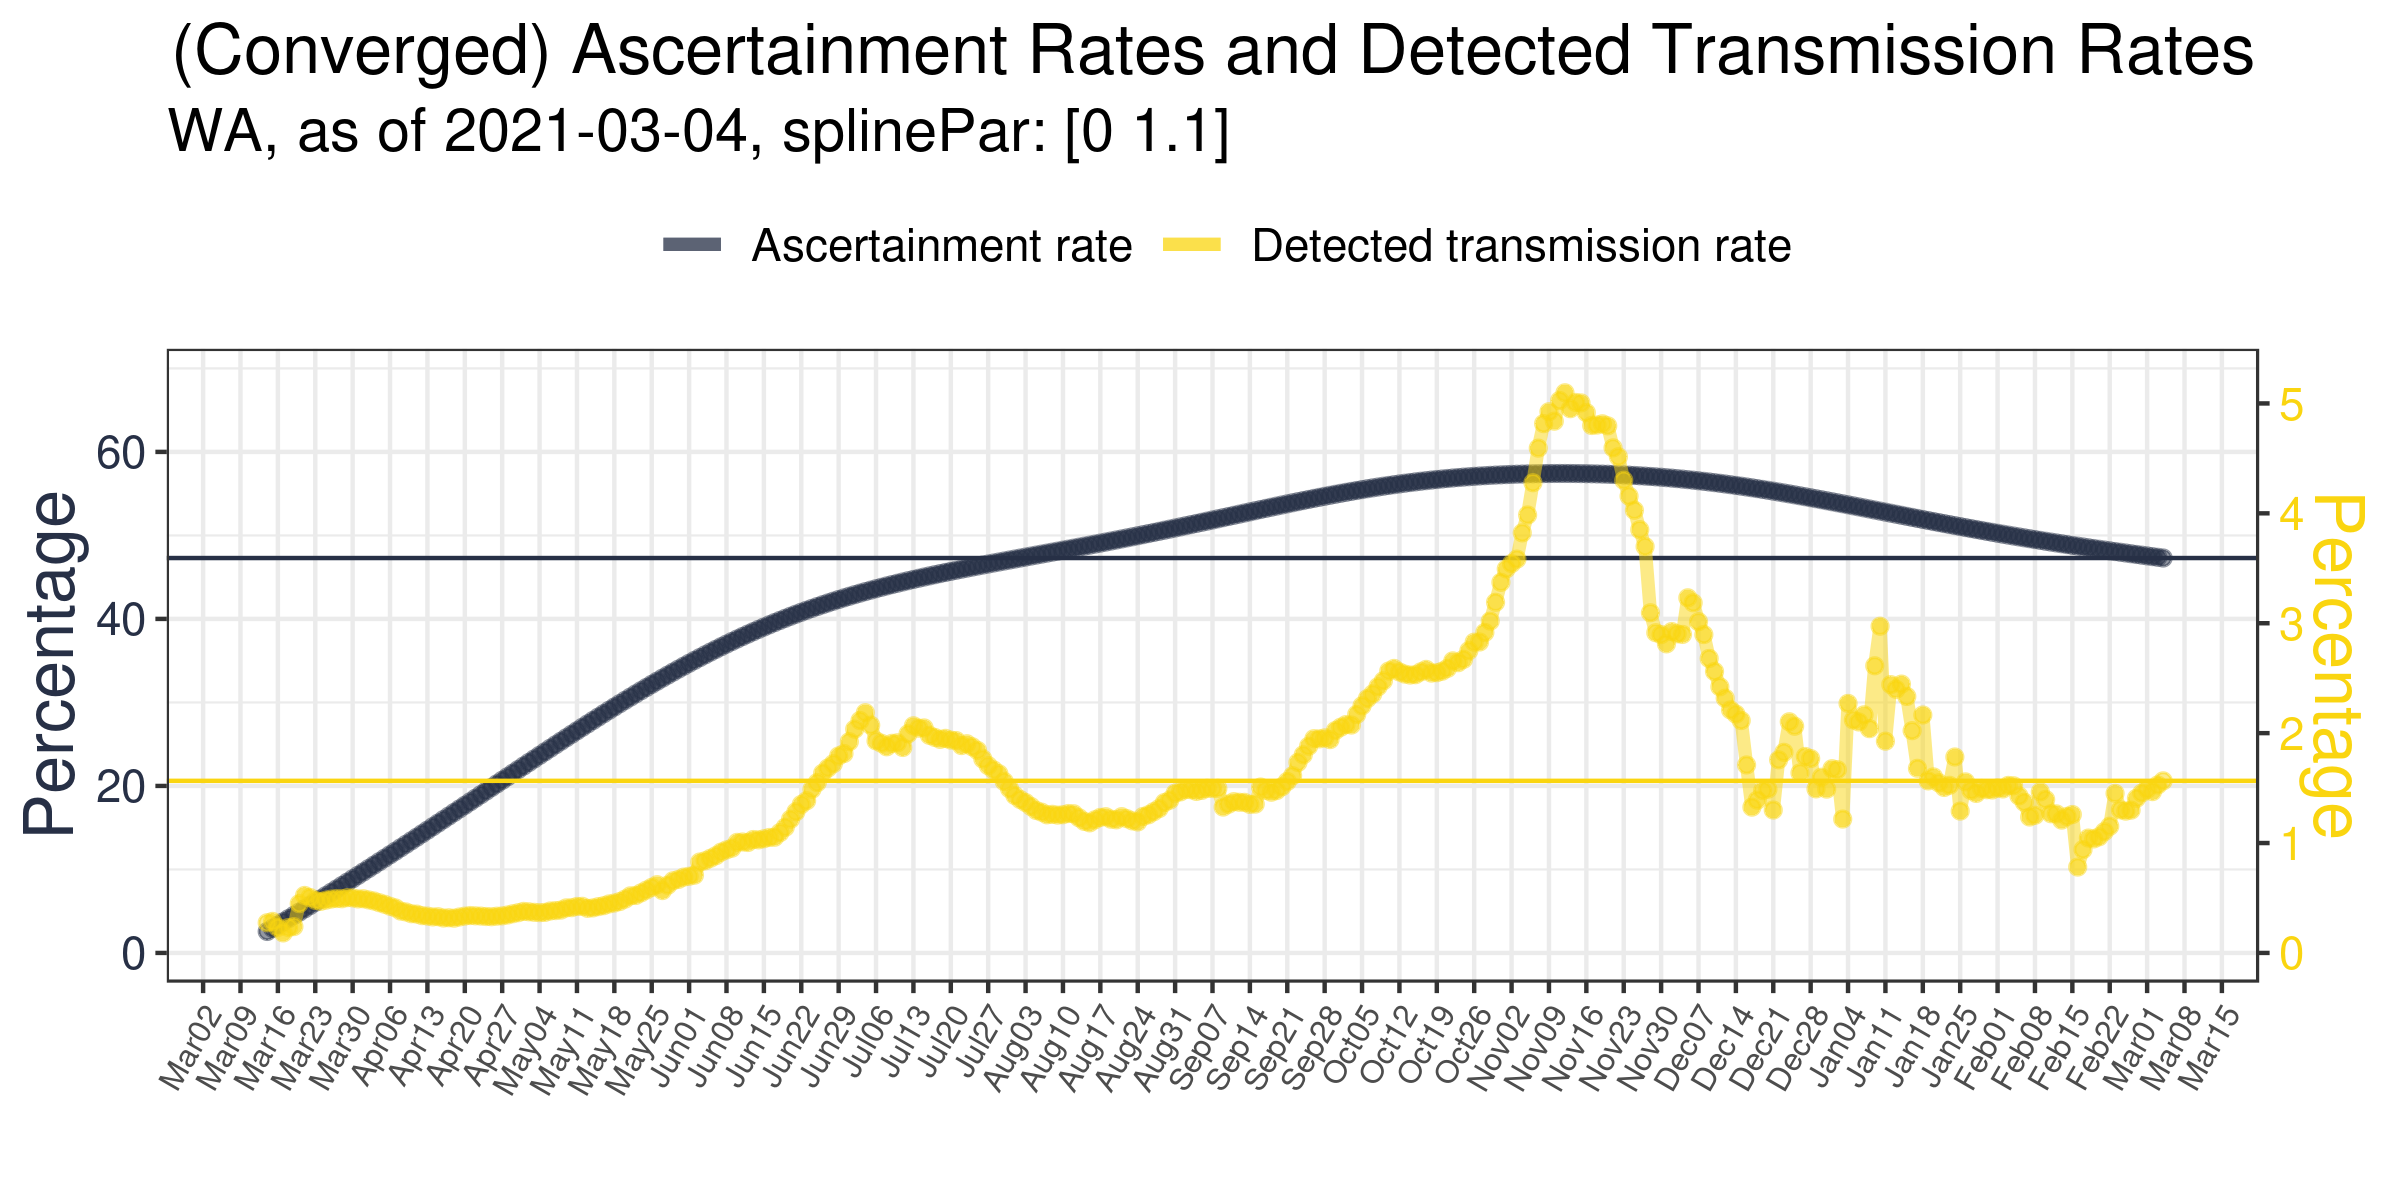 (Converged) Ascertainment Rates and Detected Transmission Rates
WA, as of 2021-03-04, splinePar: [0 1.1]
Ascertainment rate Detected transmission rate
Percentage
60
40
20
0
5
4
3
2
1
0
Percentage
Mar02 Mar09 Mar16 Mar23 Mar30 Apr06 Apr13 Apr20 Apr27 May04 May11 May18 May25 Jun01 Jun08 Jun15 Jun22 Jun29 Jul06 Jul13 Jul20 Jul27 Aug03 Aug10 Aug17 Aug24 Aug31 Sep07 Sep14 Sep21 Sep28 Oct05 Oct12 Oct19 Oct26 Nov02 Nov09 Nov16 Nov23 Nov30 Dec07 Dec14 Dec21 Dec28 Jan04 Jan11 Jan18 Jan25 Feb01 Feb08 Feb15 Feb22 Mar01 Mar08 Mar15